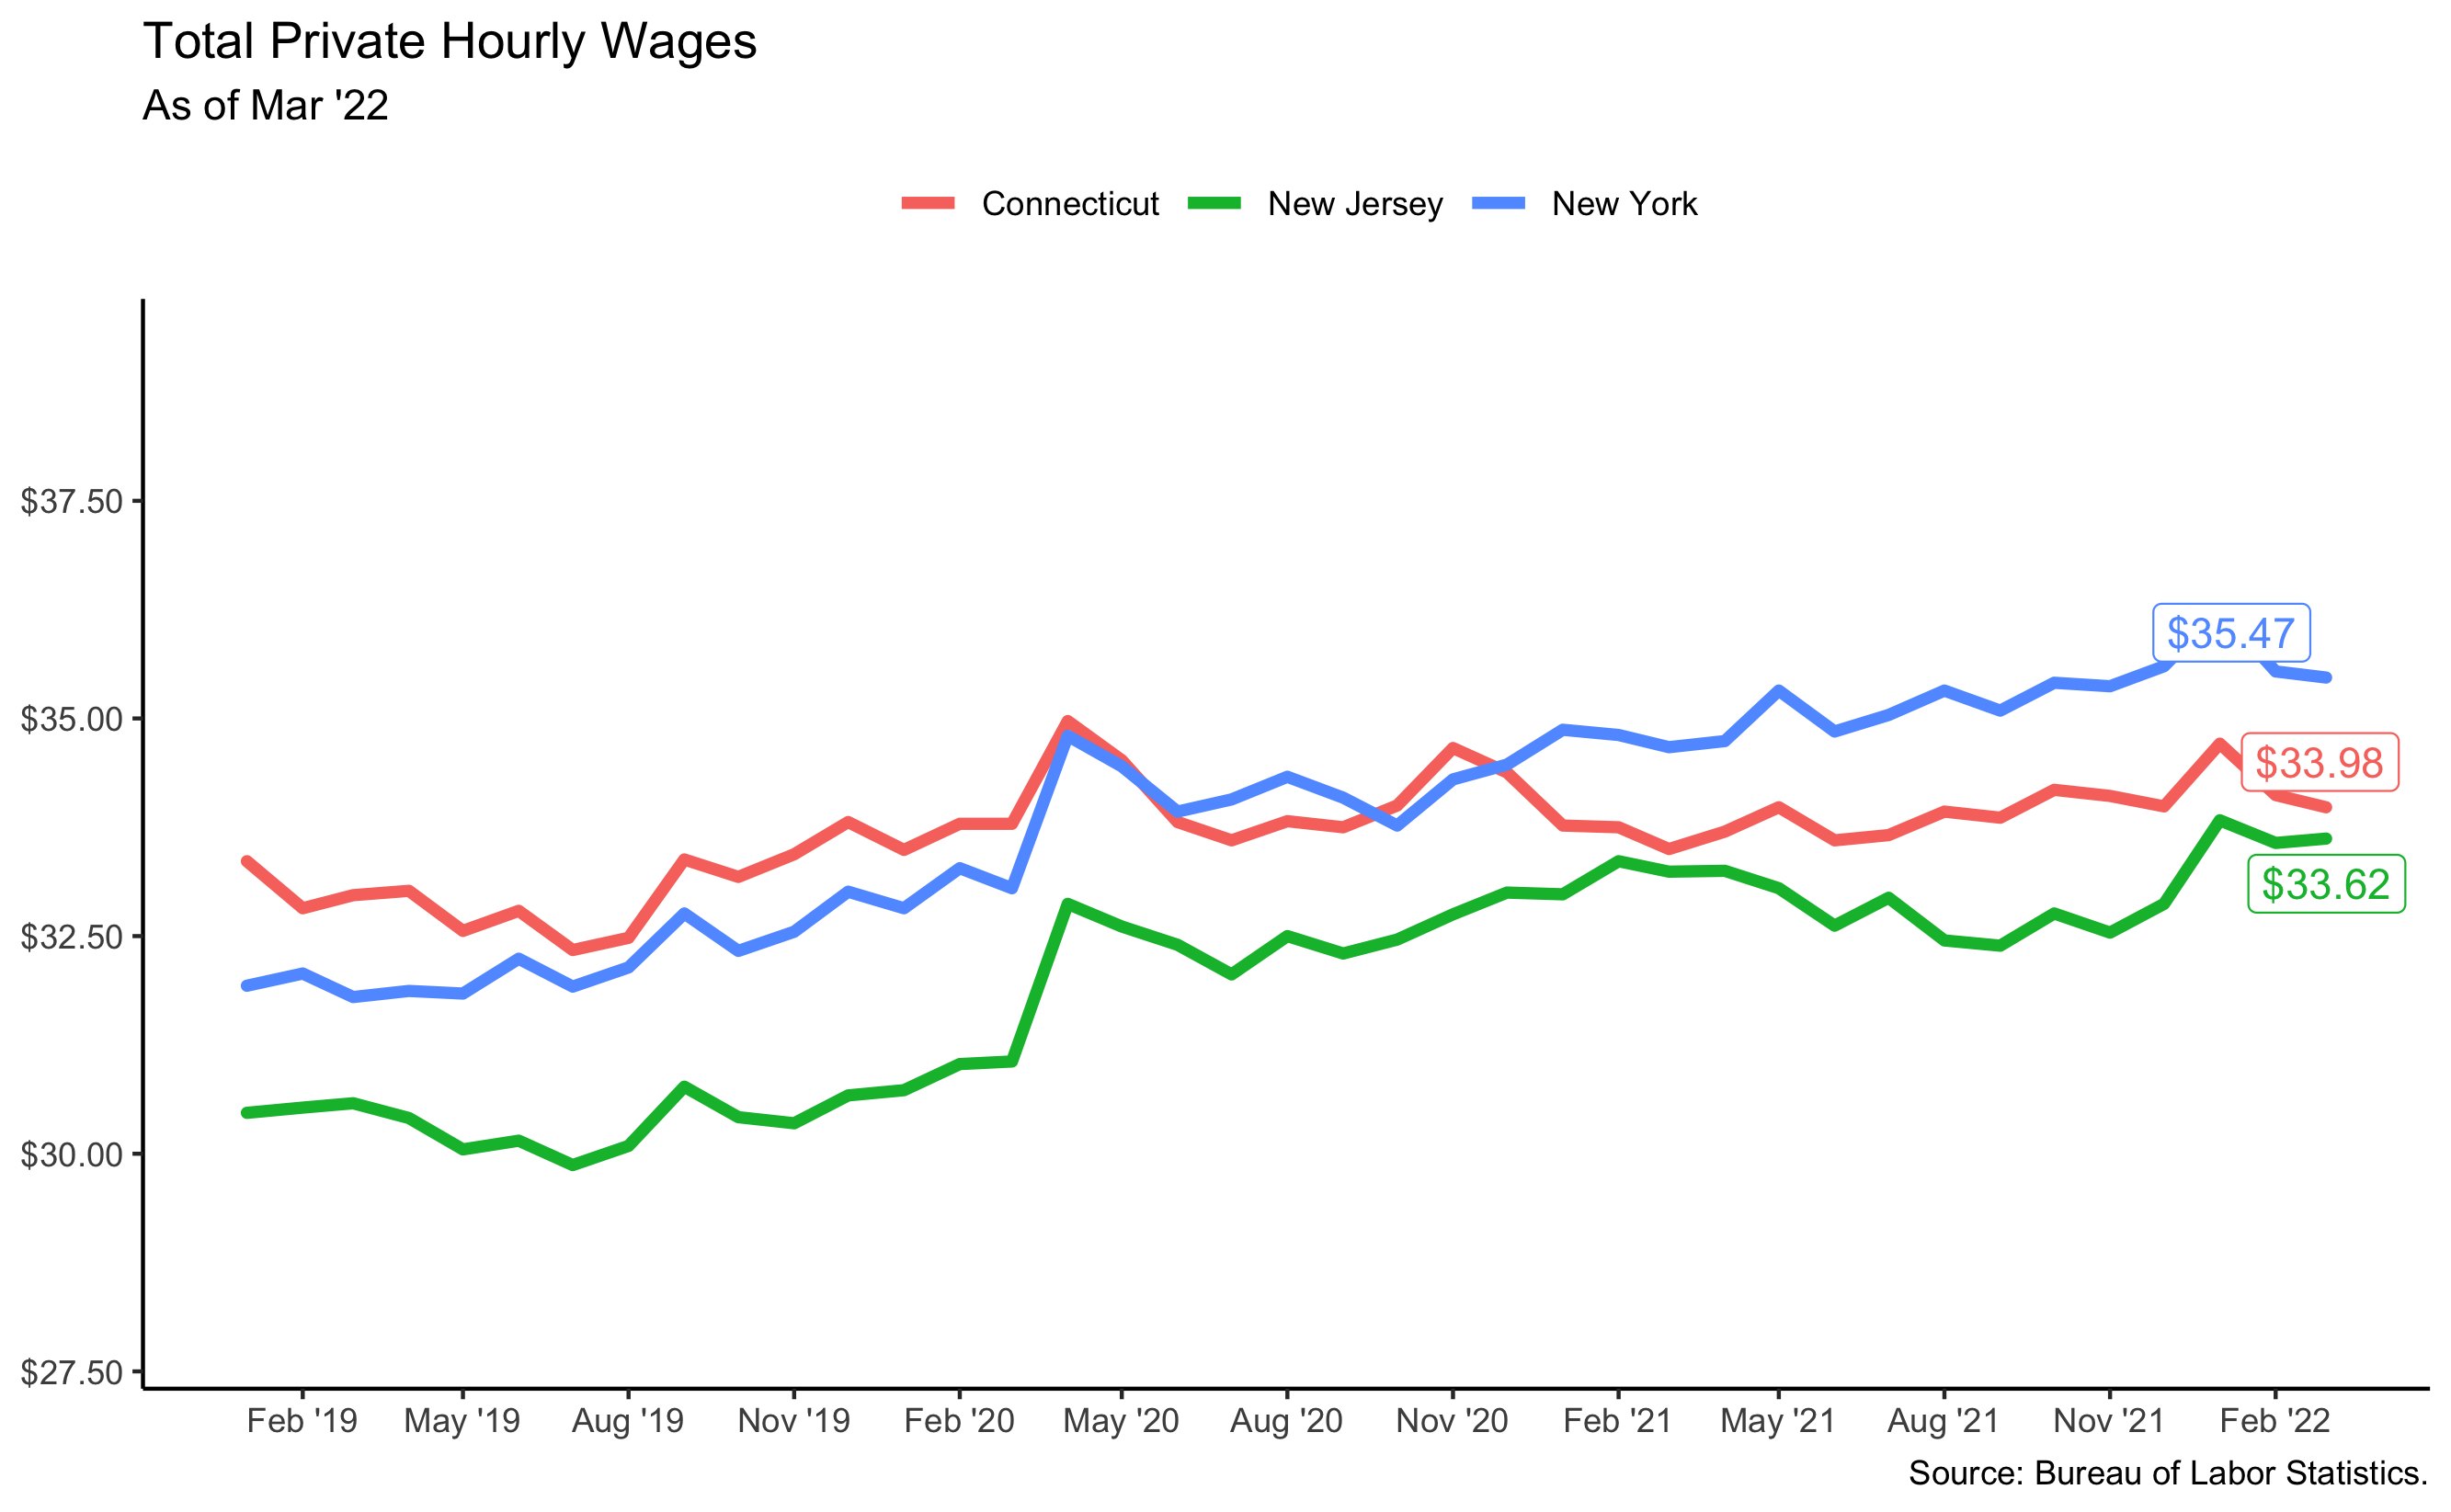 Total Private Hourly Wages
As of Mar '22
Connecticut New Jersey New York
$37.50
$35.00
$32.50
$30.00
$27.50
$35.47
$33.98
$33.62
Feb '19 May '19 Aug '19 Nov '19 Feb '20 May '20 Aug '20 Nov '20 Feb '21 May '21 Aug '21 Nov '21 Feb '22
Source: Bureau of Labor Statistics.